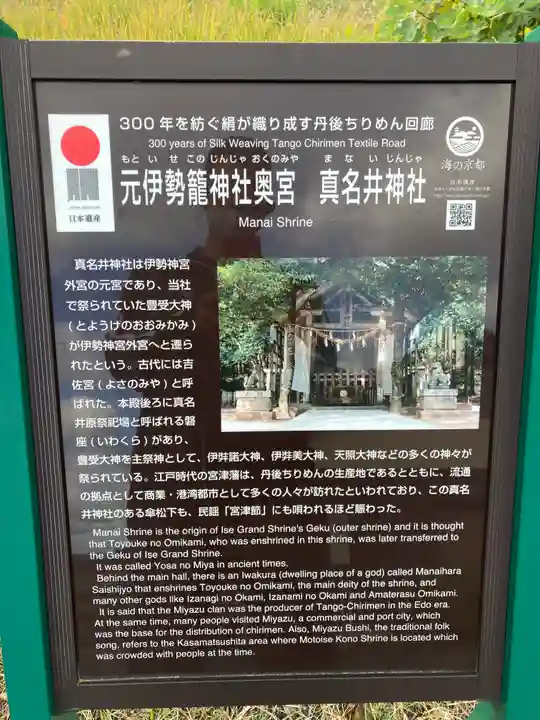 300年を紡ぐ絹が織り成す丹後ちりめん回廊
300 years of Silk Weaving Tango Chirimen Textile Road
もと い せ この じんじゃ おくのみや ま な い じんじゃ
元伊勢籠神社奥宮 真名井神社
Manai Shrine
日本遺産
海の京都
日本遺産
真名井神社は伊勢神宮
外宮の元宮であり、当社
で祭られていた豊受大神
(とようけのおおみかみ)
が伊勢神宮外宮へと遷ら
れたという。古代には吉
佐宮(よさのみや)と呼
ばれた。本殿後ろに真名
井原祭祀場と呼ばれる磐
座(いわくら)があり、
豊受大神を主祭神として、伊弉諾大神、伊弉美大神、天照大神などの多くの神々が
祭られている。江戸時代の宮津藩は、丹後ちりめんの生産地であるとともに、流通
の拠点として商業・港湾都市として多くの人々が訪れたといわれており、この真名
井神社のある傘松下も、民謡「宮津節」にも唄われるほど賑わった。
Manai Shrine is the origin of Ise Grand Shrine's Geku (outer shrine) and it is thought
that Toyouke no Omikami, who was enshrined in this shrine, was later transferred to
the Geku of Ise Grand Shrine.
It was called Yosa no Miya in ancient times.
Behind the main hall, there is an Iwakura (dwelling place of a god) called Manaihara
Saishijyo that enshrines Toyouke no Omikami, the main deity of the shrine, and
many other gods like Izanagi no Okami, Izanami no Okami and Amaterasu Omikami.
It is said that the Miyazu clan was the producer of Tango-Chirimen in the Edo era.
At the same time, many people visited Miyazu, a commercial and port city, which
was the base for the distribution of chirimen. Also, Miyazu Bushi, the traditional folk
song, refers to the Kasamatsushita area where Motoise Kono Shrine is located which
was crowded with people at the time.